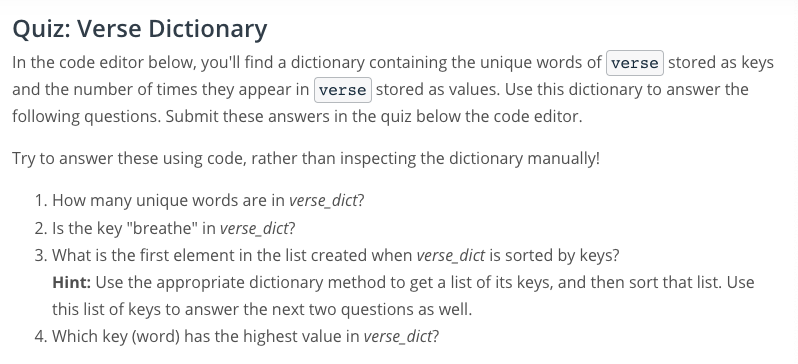 Quiz: Verse Dictionary
In the code editor below, you'll find a dictionary containing the unique words of verse stored as keys
and the number of times they appear in verse stored as values. Use this dictionary to answer the
following questions. Submit these answers in the quiz below the code editor.
Try to answer these using code, rather than inspecting the dictionary manually!
1. How many unique words are in verse_dict?
2. Is the key "breathe" in verse_dict?
3. What is the first element in the list created when verse_dict is sorted by keys?
Hint: Use the appropriate dictionary method to get a list of its keys, and then sort that list. Use
this list of keys to answer the next two questions as well.
4. Which key (word) has the highest value in verse_dict?